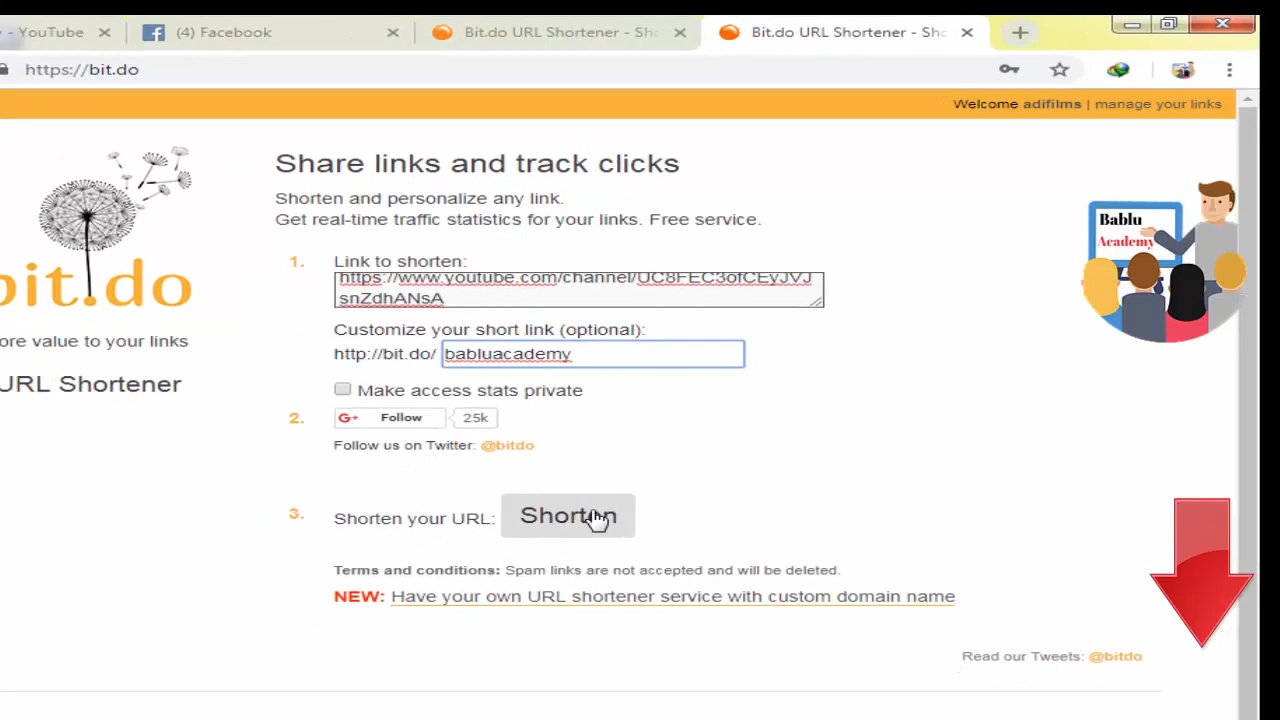 - YouTube
(4) Facebook
Bit.do URL Shortener - Sho
Bit.do URL Shortener - Sho
https://bit.do
Welcome adifilms | manage your links
Share links and track clicks
Shorten and personalize any link.
Get real-time traffic statistics for your links. Free service.
1. Link to shorten:
https://www.youtube.com/channel/UC8FEC3ofCEyJVJ
snZdhANsA
Customize your short link (optional):
http://bit.do/ babluacademy
Make access stats private
2. G+ Follow 25k
Follow us on Twitter: @bitdo
3. Shorten your URL: Shorten
Terms and conditions: Spam links are not accepted and will be deleted.
NEW: Have your own URL shortener service with custom domain name
Read our Tweets: @bitdo
bit.do
ore value to your links
URL Shortener
Bablu
Academy